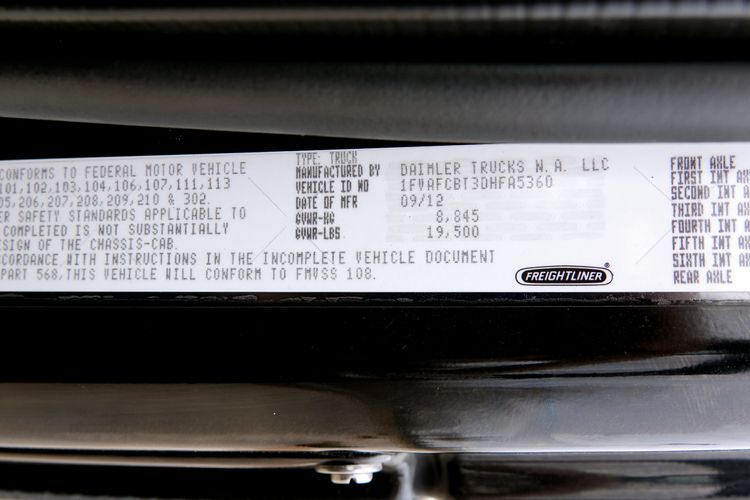 CONFORMS TO FEDERAL MOTOR VEHICLE
101,102,103,104,106,107,111,113
05,206,207,208,209,210 & 302.
ER SAFETY STANDARDS APPLICABLE TO
COMPLETED IS NOT SUBSTANTIALLY
SIGN OF THE CHASSIS-CAB.
CCORDANCE WITH INSTRUCTIONS IN THE INCOMPLETE VEHICLE DOCUMENT
PART 568,THIS VEHICLE WILL CONFORM TO FMVSS 108.
TYPE: TRUCK
MANUFACTURED BY DAIMLER TRUCKS N.A. LLC
VEHICLE ID NO 1FVAFCBT3DHFA5360
DATE OF MFR 09/12
GVWR-KG 8,845
GVWR-LBS 19,500
FREIGHTLINER®
FRONT AXLE
FIRST INT AX
SECOND INT A
THIRD INT AX
FOURTH INT A
FIFTH INT AX
SIXTH INT AX
REAR AXLE